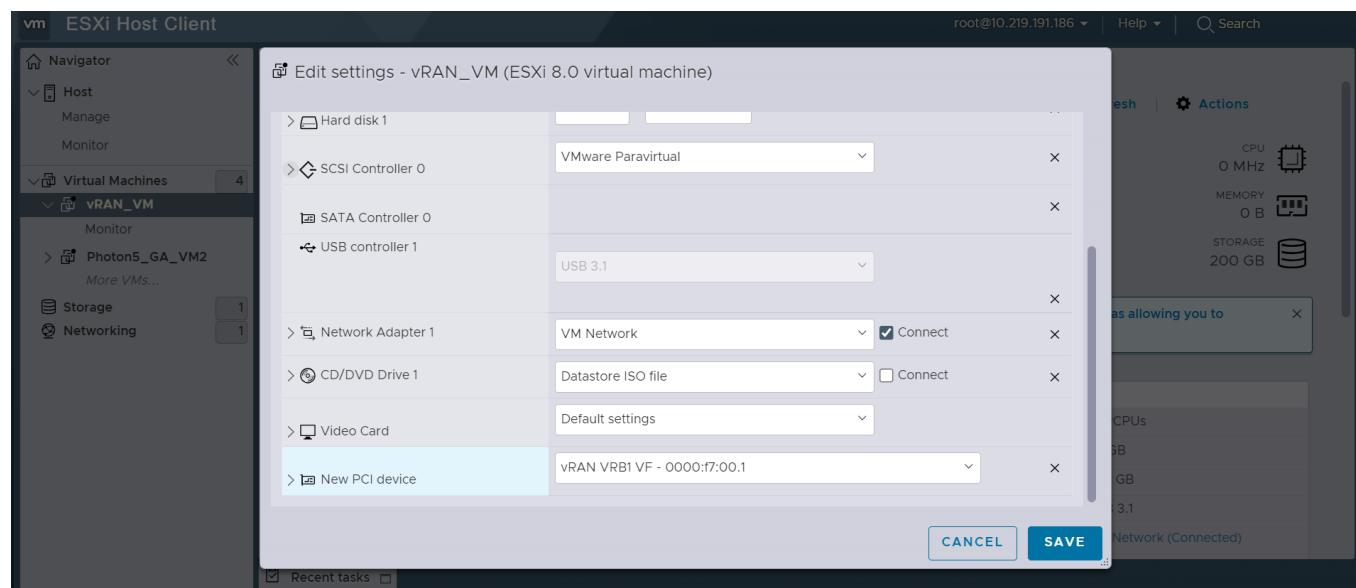 vm ESXi Host Client
root@10.219.191.186
Help
Search
Navigator
Host
Manage
Monitor
Virtual Machines 4
vRAN_VM
Monitor
Photon5_GA_VM2
More VMs...
Storage 1
Networking 1
Edit settings - vRAN_VM (ESXi 8.0 virtual machine)
Hard disk 1
SCSI Controller 0
VMware Paravirtual
SATA Controller 0
USB controller 1
USB 3.1
Network Adapter 1
VM Network
Connect
CD/DVD Drive 1
Datastore ISO file
Connect
Video Card
Default settings
New PCI device
vRAN VRB1 VF - 0000:f7:00.1
CANCEL
SAVE
esh
Actions
CPU
0 MHz
MEMORY
0 B
STORAGE
200 GB
as allowing you to
CPUs
GB
GB
3.1
Network (Connected)
Recent tasks